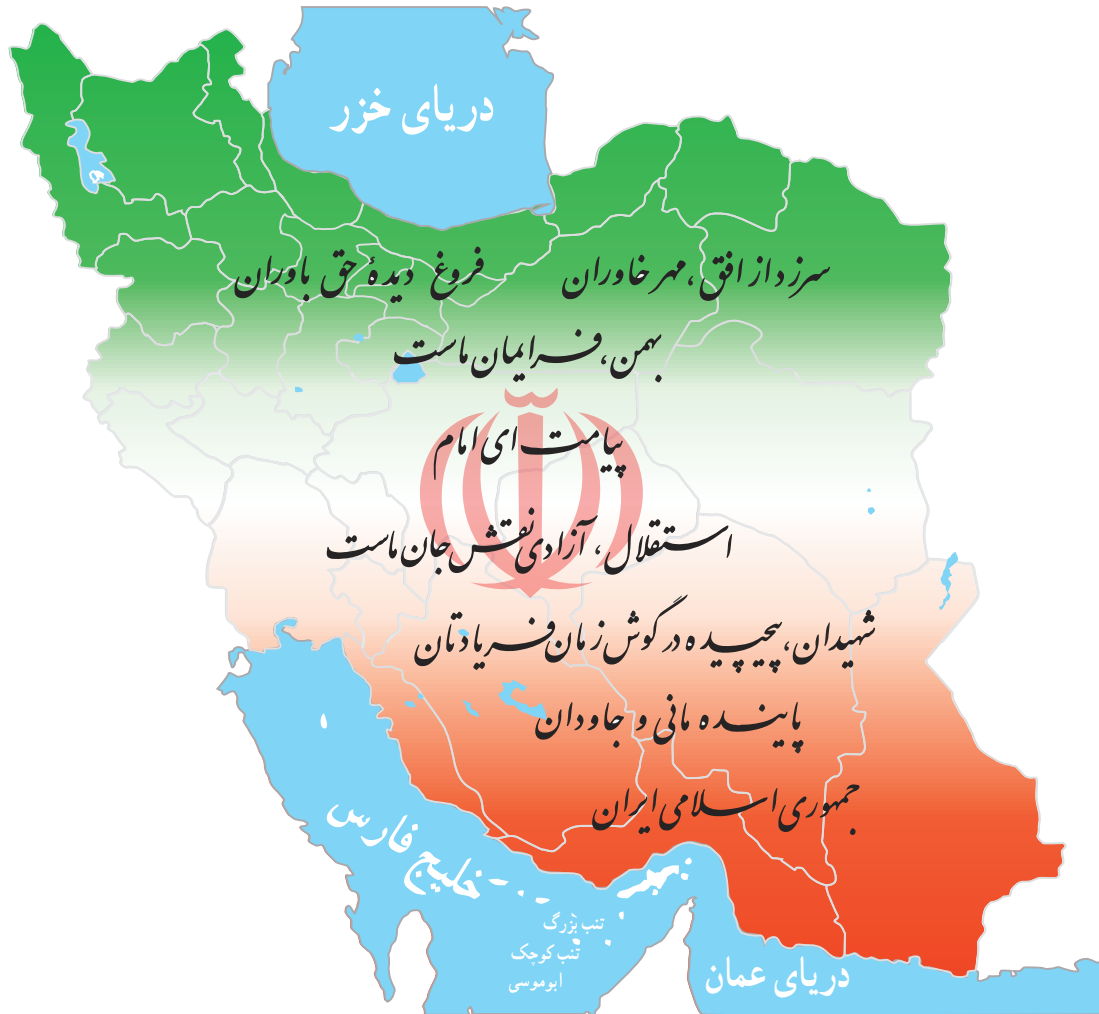 دریای خزر
سر زد از افق، مهر خاوران فروغ دیدهٔ حق باوران
بهمن، فر ایمان ماست
پیامت ای امام
استقلال، آزادی نقش جان ماست
شهیدان، پیچیده در گوش زمان فریادتان
پاینده مانی و جاودان
جمهوری اسلامی ایران
خلیج فارس
تنب بزرگ
تنب کوچک
ابوموسی
دریای عمان